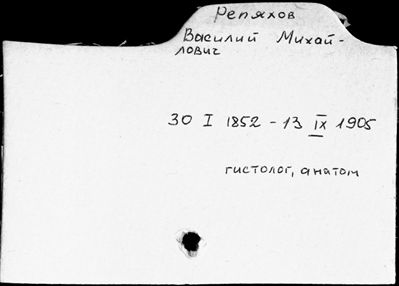 Репяхов
Василий Михай-
лович
30 I 1852 - 13 IX 1905
гистолог, анатом